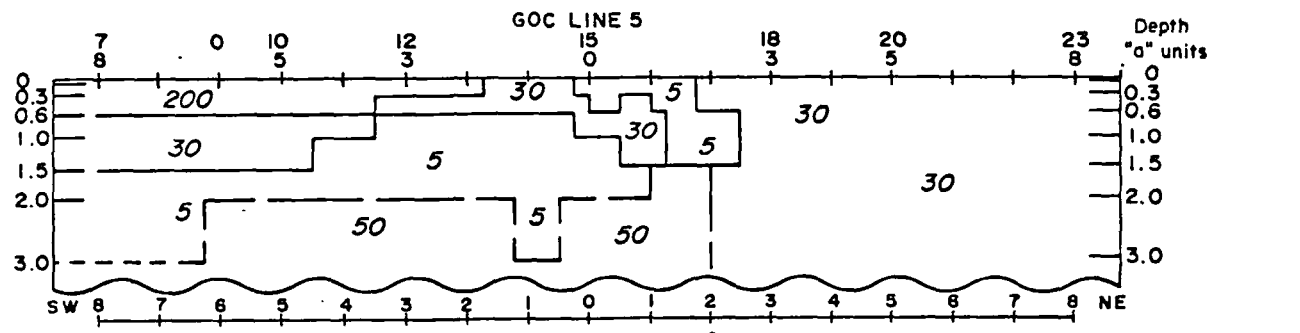 GOC LINE 5
7 0 10 12 15 18 20 23 Depth
8 5 3 0 3 5 8 "a" units
0 0
0.3 200 30 5 30 0.3
0.6 0.6
1.0 30 5 30 5 1.0
1.5 30 1.5
2.0 5 50 5 50 2.0
3.0 3.0
SW 8 7 6 5 4 3 2 1 0 1 2 3 4 5 6 7 8 NE